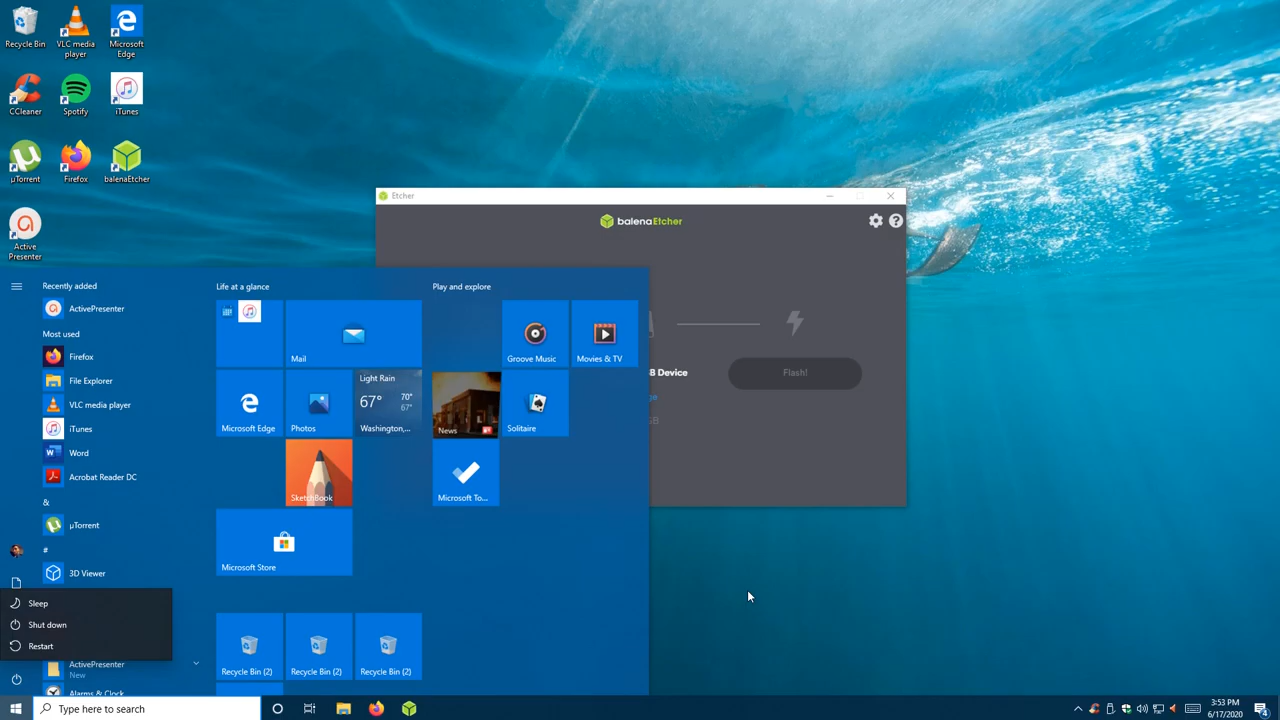 Recycle Bin
VLC media
player
Microsoft
Edge
CCleaner
Spotify
iTunes
µTorrent
Firefox
balenaEtcher
Active
Presenter
Etcher
balenaEtcher
B Device
Flash!
Recently added
ActivePresenter
Most used
Firefox
File Explorer
VLC media player
iTunes
Word
Acrobat Reader DC
&
µTorrent
#
3D Viewer
Sleep
Shut down
Restart
ActivePresenter
New
Alarms & Clock
Life at a glance
Mail
Microsoft Edge
Photos
Light Rain
67° 70°
67°
Washington,...
SketchBook
Microsoft Store
Recycle Bin (2)
Recycle Bin (2)
Recycle Bin (2)
Play and explore
Groove Music
Movies & TV
News
Solitaire
Microsoft To...
Type here to search
3:53 PM
6/17/2020
4